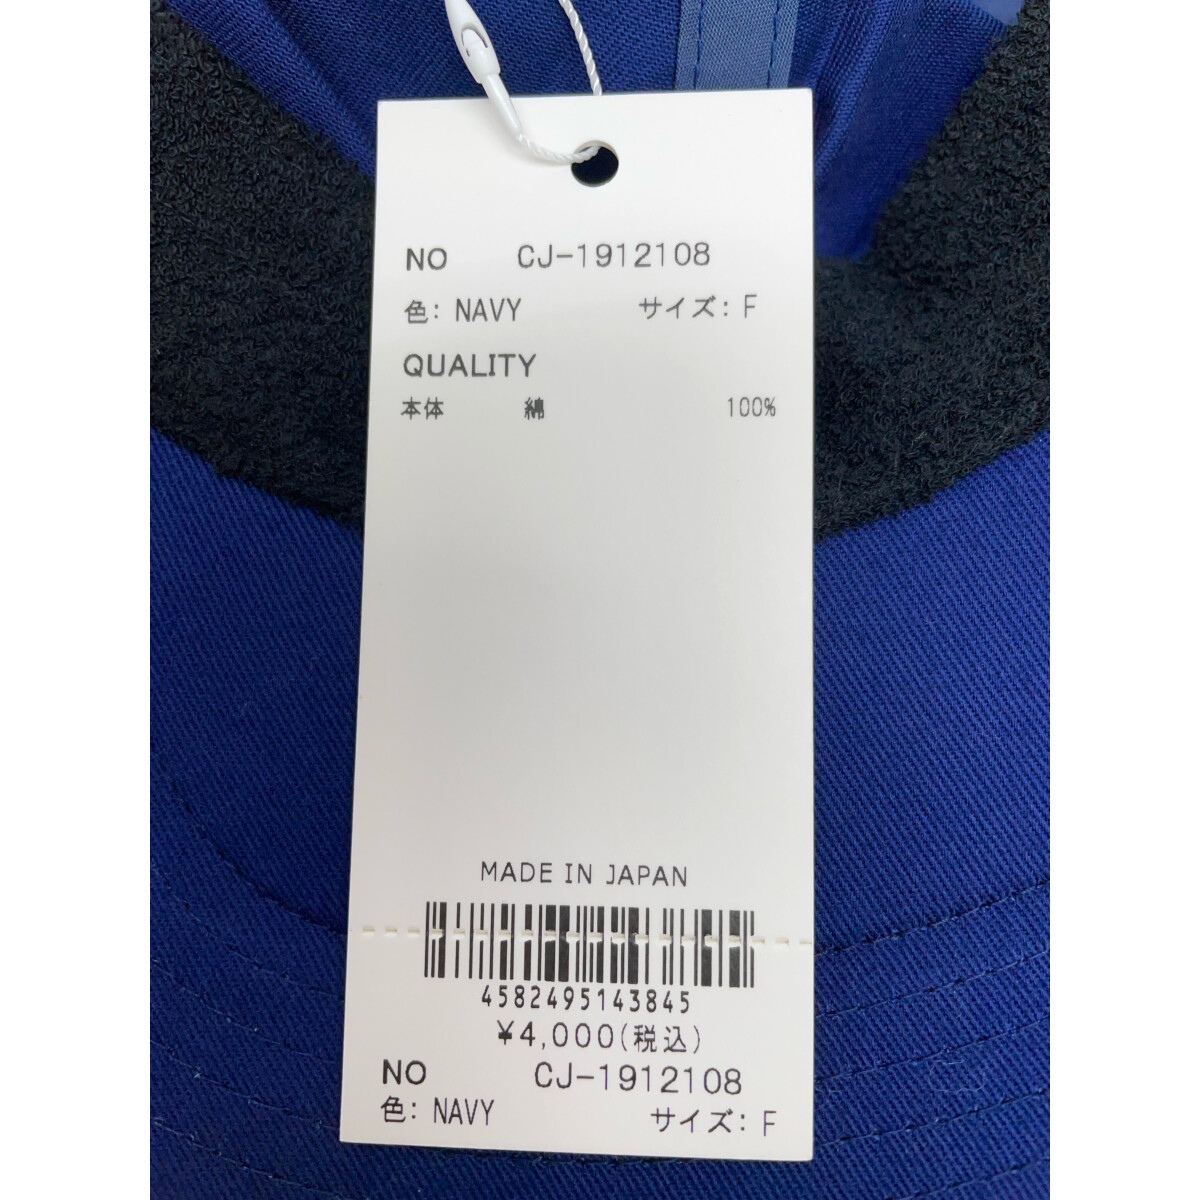 NO CJ-1912108
色: NAVY サイズ: F
QUALITY
本体 綿 100%
MADE IN JAPAN
4582495143845
¥4,000(税込)
NO CJ-1912108
色: NAVY サイズ: F